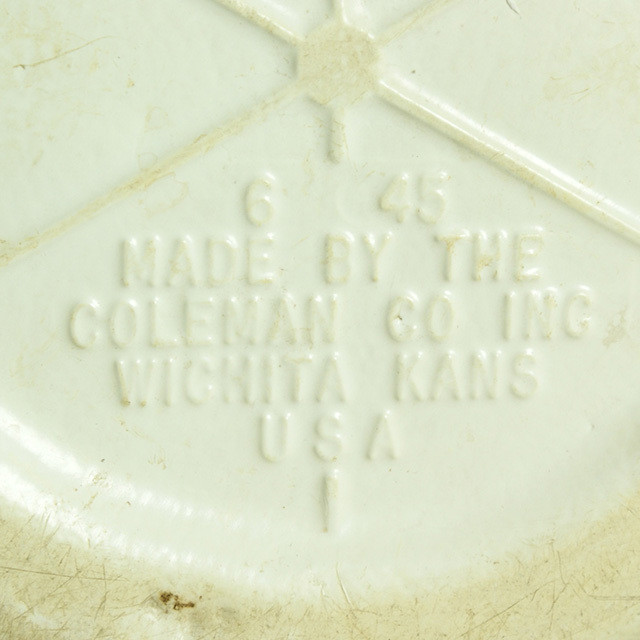 6 45
MADE BY THE
COLEMAN CO INC
WICHITA KANS
USA